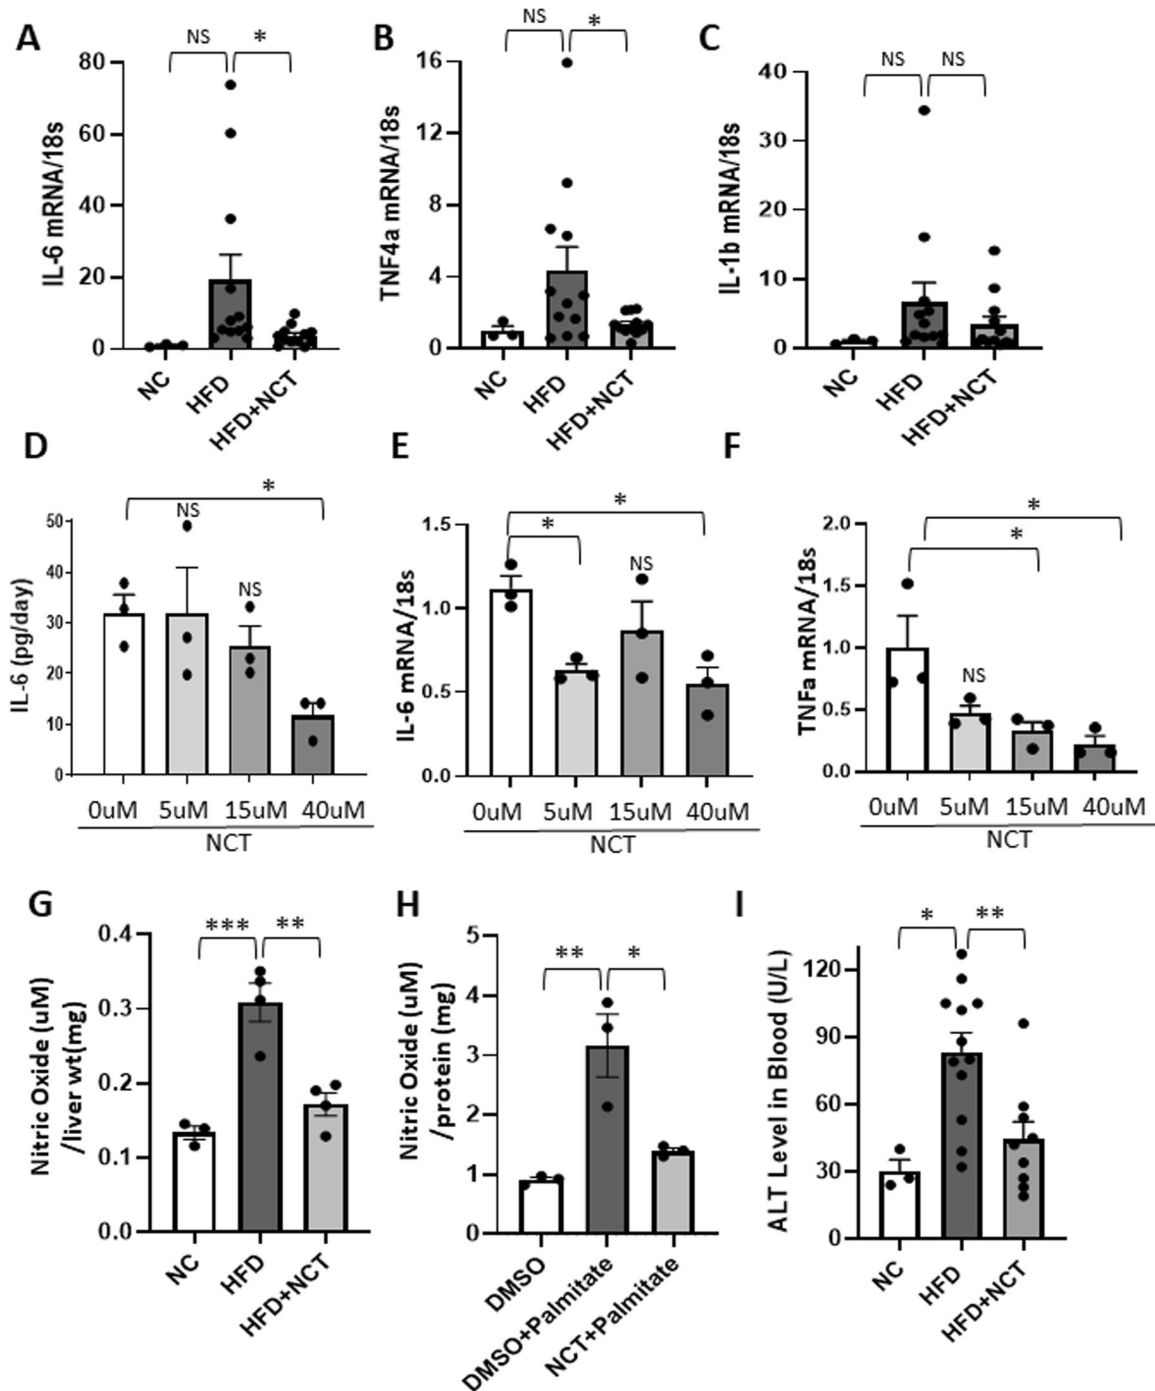 A
NS
*
IL-6 mRNA/18s
80
60
40
20
0
NC
HFD
HFD+NCT
B
NS
*
TNF4a mRNA/18s
16
12
8
4
0
NC
HFD
HFD+NCT
C
NS
NS
IL-1b mRNA/18s
40
30
20
10
0
NC
HFD
HFD+NCT
D
*
NS
NS
IL-6 (pg/day)
50
40
30
20
10
0
0uM 5uM 15uM 40uM
NCT
E
*
*
NS
IL-6 mRNA/18s
1.5
1.0
0.5
0.0
0uM 5uM 15uM 40uM
NCT
F
*
*
NS
TNFa mRNA/18s
2.0
1.5
1.0
0.5
0.0
0uM 5uM 15uM 40uM
NCT
G
*** **
Nitric Oxide (uM)
/liver wt(mg)
0.4
0.3
0.2
0.1
0.0
NC
HFD
HFD+NCT
H
** *
Nitric Oxide (uM)
/protein (mg)
5
4
3
2
1
0
DMSO
DMSO+Palmitate
NCT+Palmitate
I
* **
ALT Level in Blood (U/L)
120
90
60
30
0
NC
HFD
HFD+NCT